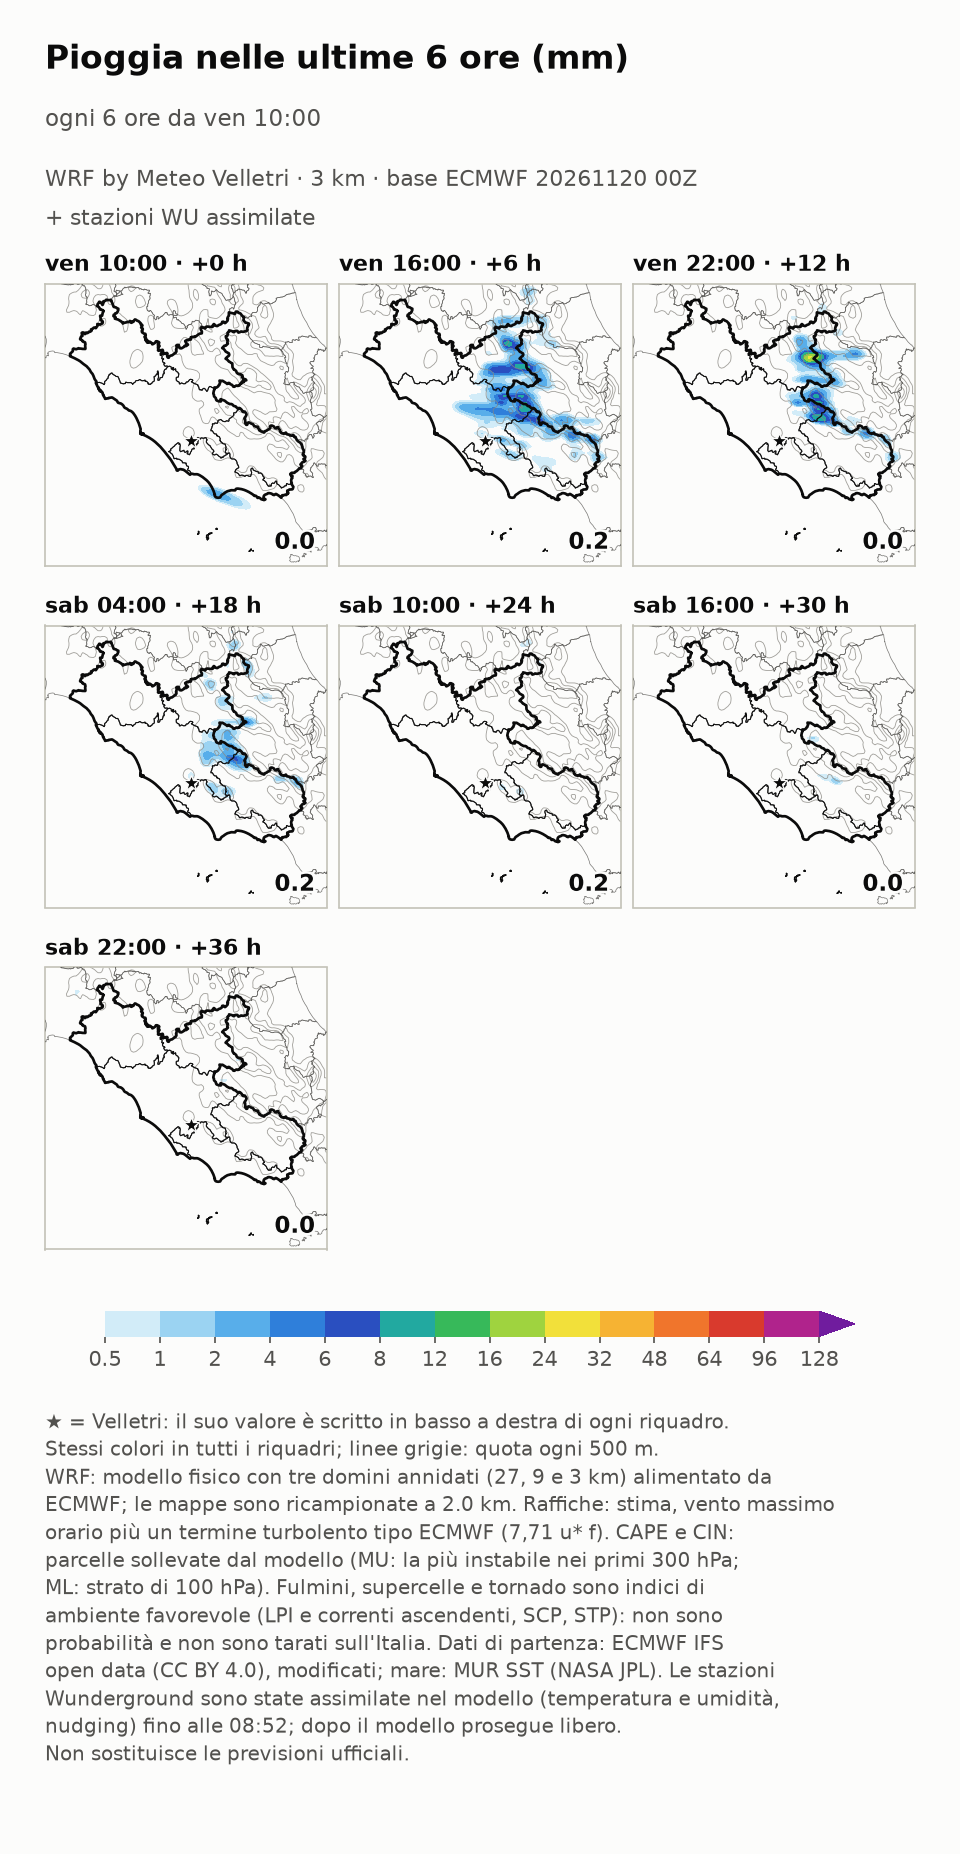 Pioggia nelle ultime 6 ore (mm)
ogni 6 ore da ven 10:00
WRF by Meteo Velletri · 3 km · base ECMWF 20261120 00Z
+ stazioni WU assimilate
ven 10:00 · +0 h
ven 16:00 · +6 h
ven 22:00 · +12 h
0.0
0.2
0.0
sab 04:00 · +18 h
sab 10:00 · +24 h
sab 16:00 · +30 h
0.2
0.2
0.0
sab 22:00 · +36 h
0.0
0.5 1 2 4 6 8 12 16 24 32 48 64 96 128
★ = Velletri: il suo valore è scritto in basso a destra di ogni riquadro.
Stessi colori in tutti i riquadri; linee grigie: quota ogni 500 m.
WRF: modello fisico con tre domini annidati (27, 9 e 3 km) alimentato da
ECMWF; le mappe sono ricampionate a 2.0 km. Raffiche: stima, vento massimo
orario più un termine turbolento tipo ECMWF (7,71 u* f). CAPE e CIN:
parcelle sollevate dal modello (MU: la più instabile nei primi 300 hPa;
ML: strato di 100 hPa). Fulmini, supercelle e tornado sono indici di
ambiente favorevole (LPI e correnti ascendenti, SCP, STP): non sono
probabilità e non sono tarati sull'Italia. Dati di partenza: ECMWF IFS
open data (CC BY 4.0), modificati; mare: MUR SST (NASA JPL). Le stazioni
Wunderground sono state assimilate nel modello (temperatura e umidità,
nudging) fino alle 08:52; dopo il modello prosegue libero.
Non sostituisce le previsioni ufficiali.